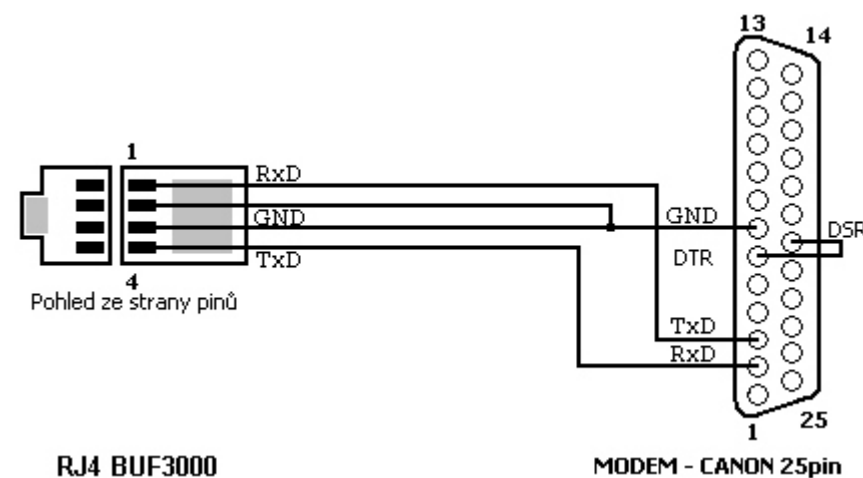 13
14
1
RxD
GND
TxD
4
Pohled ze strany pinů
GND
DSR
DTR
TxD
RxD
1
25
RJ4 BUF3000
MODEM - CANON 25pin